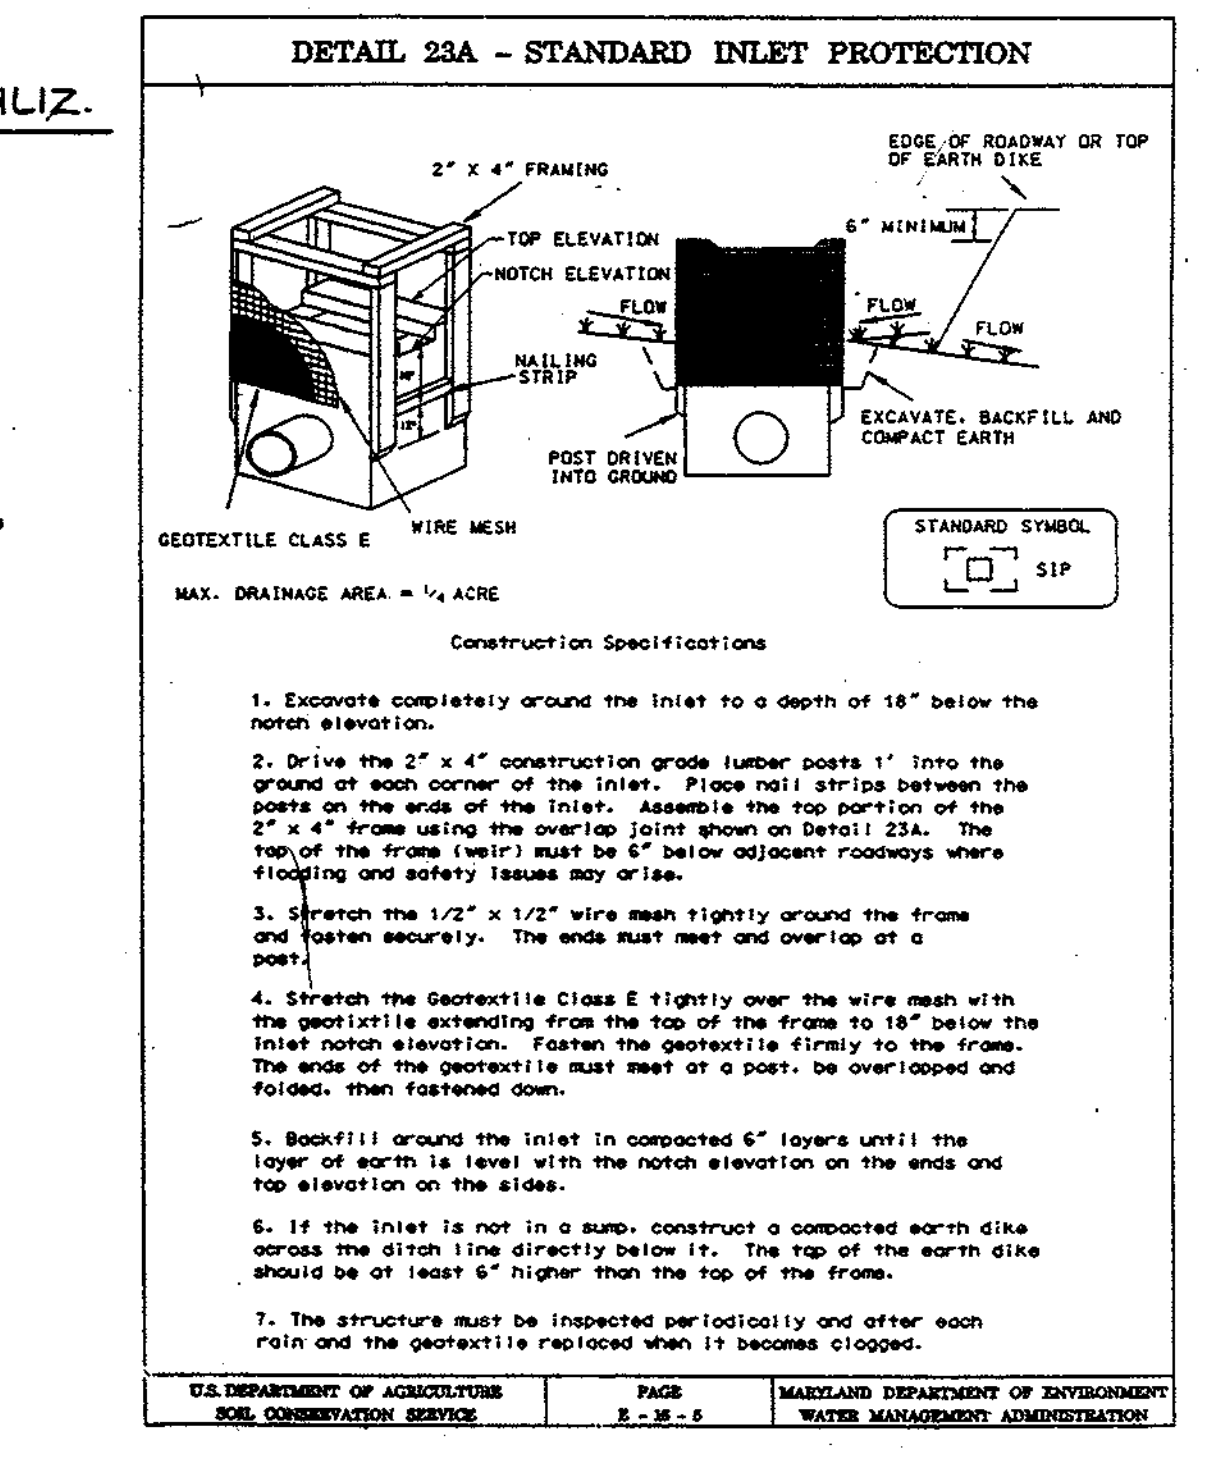 ALIZ.
DETAIL 23A - STANDARD INLET PROTECTION
EDGE OF ROADWAY OR TOP
OF EARTH DIKE
2" X 4" FRAMING
6" MINIMUM
TOP ELEVATION
NOTCH ELEVATION
FLOW
FLOW
FLOW
NAILING
STRIP
EXCAVATE, BACKFILL AND
COMPACT EARTH
POST DRIVEN
INTO GROUND
WIRE MESH
GEOTEXTILE CLASS E
STANDARD SYMBOL
SIP
MAX. DRAINAGE AREA = 1/4 ACRE
Construction Specifications
1. Excavate completely around the inlet to a depth of 18" below the
notch elevation.
2. Drive the 2" x 4" construction grade lumber posts 1' into the
ground at each corner of the inlet. Place nail strips between the
posts on the ends of the inlet. Assemble the top portion of the
2" x 4" frame using the overlap joint shown on Detail 23A. The
top of the frame (weir) must be 6" below adjacent roadways where
flooding and safety issues may arise.
3. Stretch the 1/2" x 1/2" wire mesh tightly around the frame
and fasten securely. The ends must meet and overlap at a
post.
4. Stretch the Geotextile Class E tightly over the wire mesh with
the geotixtile extending from the top of the frame to 18" below the
inlet notch elevation. Fasten the geotextile firmly to the frame.
The ends of the geotextile must meet at a post, be overlapped and
folded, then fastened down.
5. Backfill around the inlet in compacted 6" layers until the
layer of earth is level with the notch elevation on the ends and
top elevation on the sides.
6. If the inlet is not in a sump, construct a compacted earth dike
across the ditch line directly below it. The top of the earth dike
should be at least 6" higher than the top of the frame.
7. The structure must be inspected periodically and after each
rain and the geotextile replaced when it becomes clogged.
U.S. DEPARTMENT OF AGRICULTURE
SOIL CONSERVATION SERVICE
PAGE
E - 16 - 5
MARYLAND DEPARTMENT OF ENVIRONMENT
WATER MANAGEMENT ADMINISTRATION